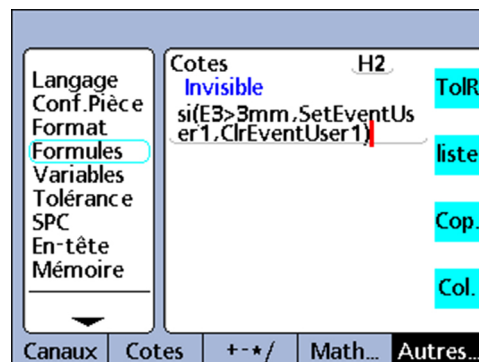 Langage
Conf.Pièce
Format
Formules
Variables
Tolérance
SPC
En-tête
Mémoire
Cotes H2
Invisible
si(E3>3mm,SetEventUs
er1,ClrEventUser1)
TolR
liste
Cop.
Col.
Canaux Cotes +-*/ Math... Autres...